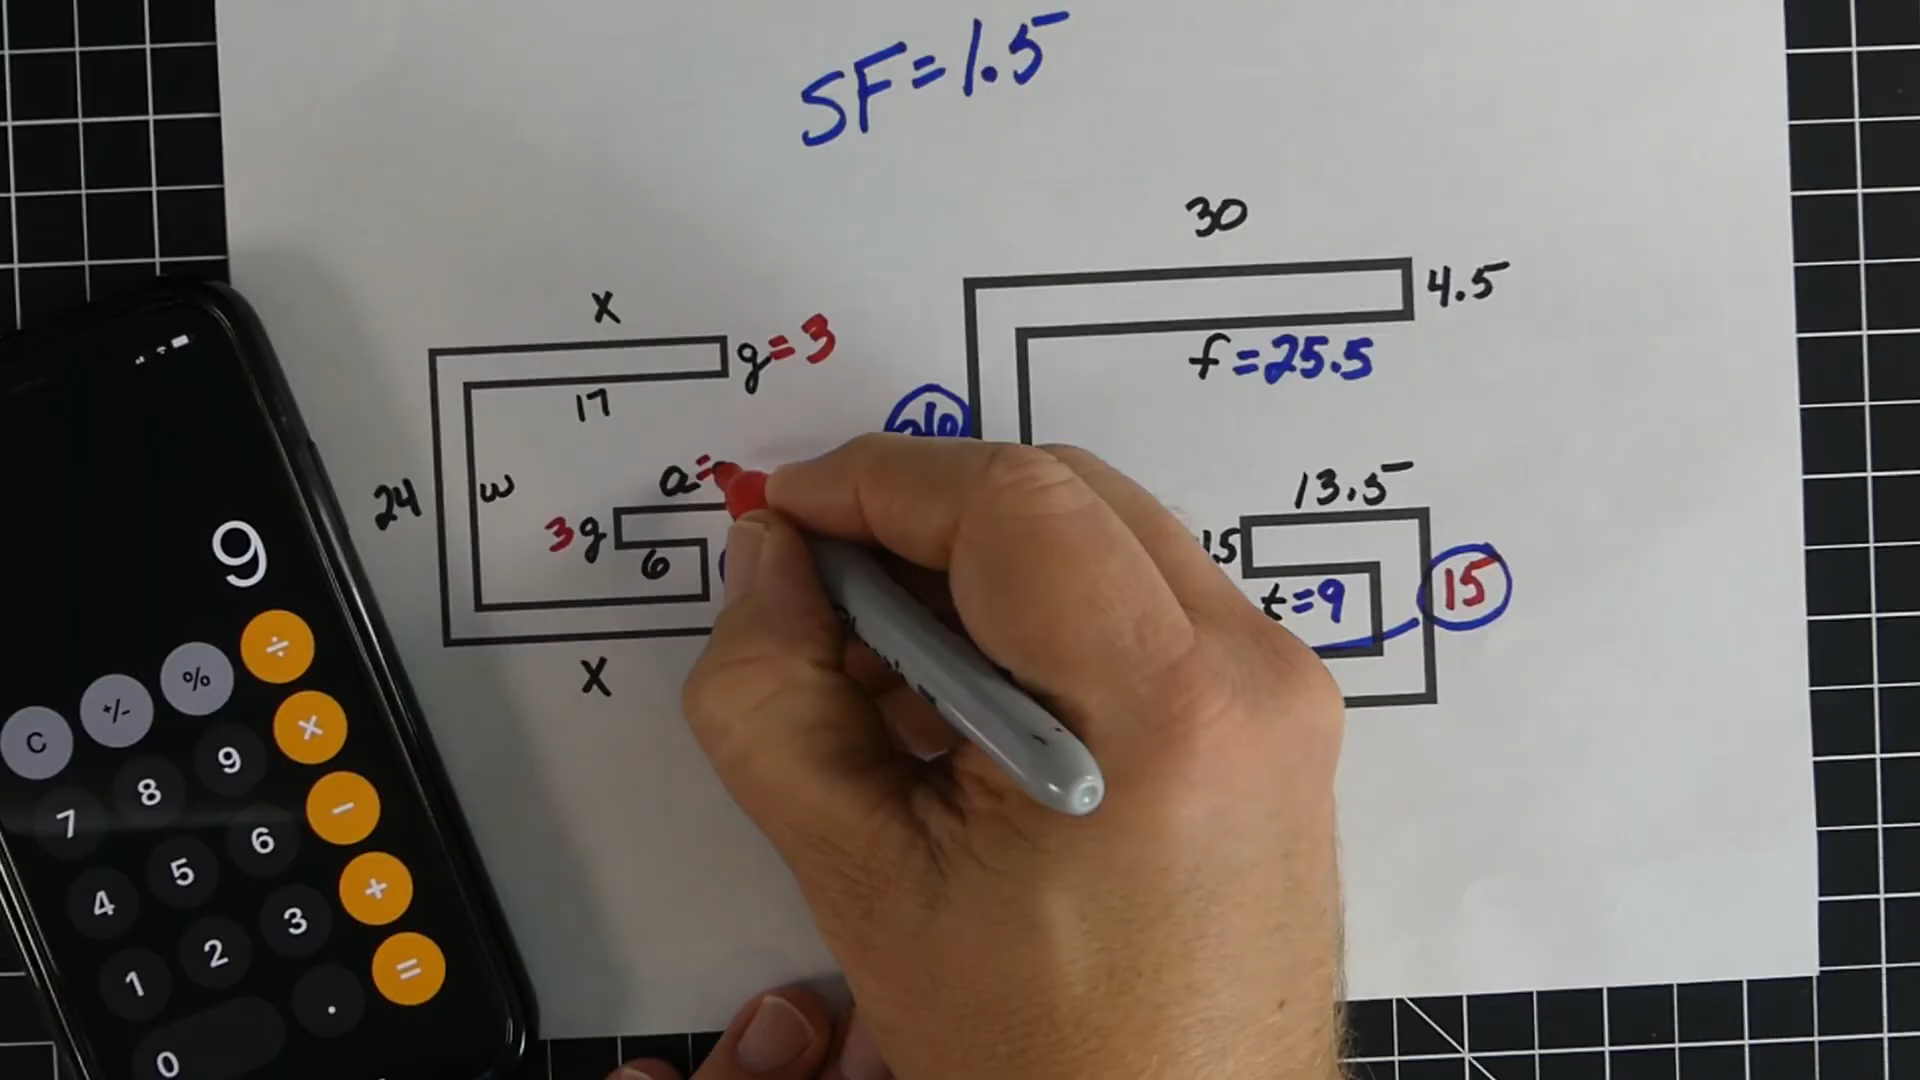 SF=1.5
30
4.5
x
g=3
f=25.5
17
24
w
a=
13.5
3g
6
.5
t=9
15
x
9
C
+/-
%
÷
7
8
9
×
4
5
6
−
1
2
3
+
0
.
=